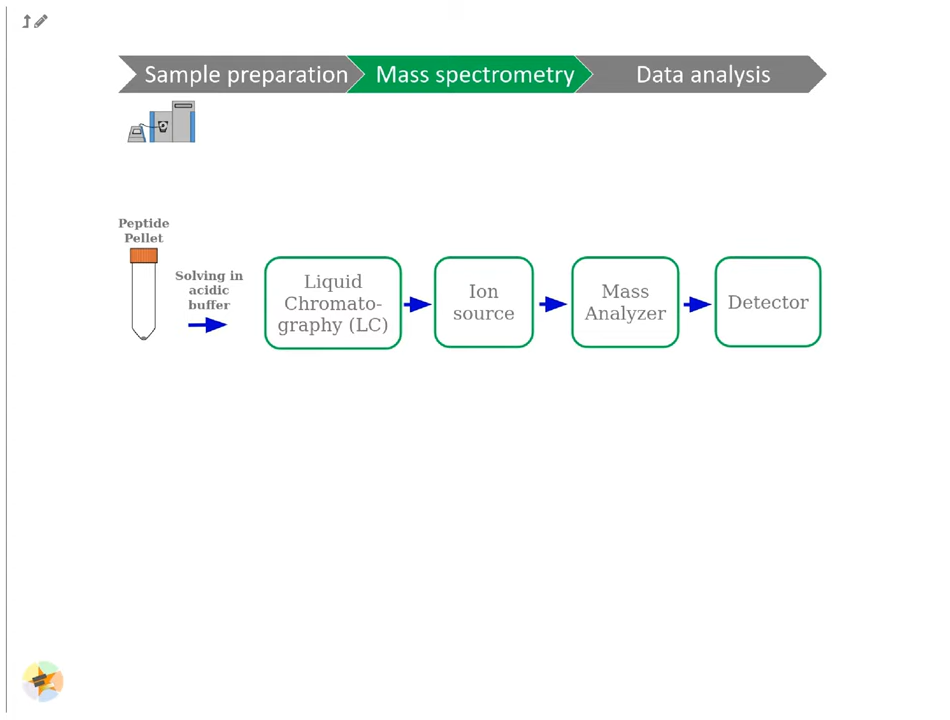 Sample preparation
Mass spectrometry
Data analysis
Peptide
Pellet
Solving in
acidic
buffer
Liquid
Chromato-
graphy (LC)
Ion
source
Mass
Analyzer
Detector